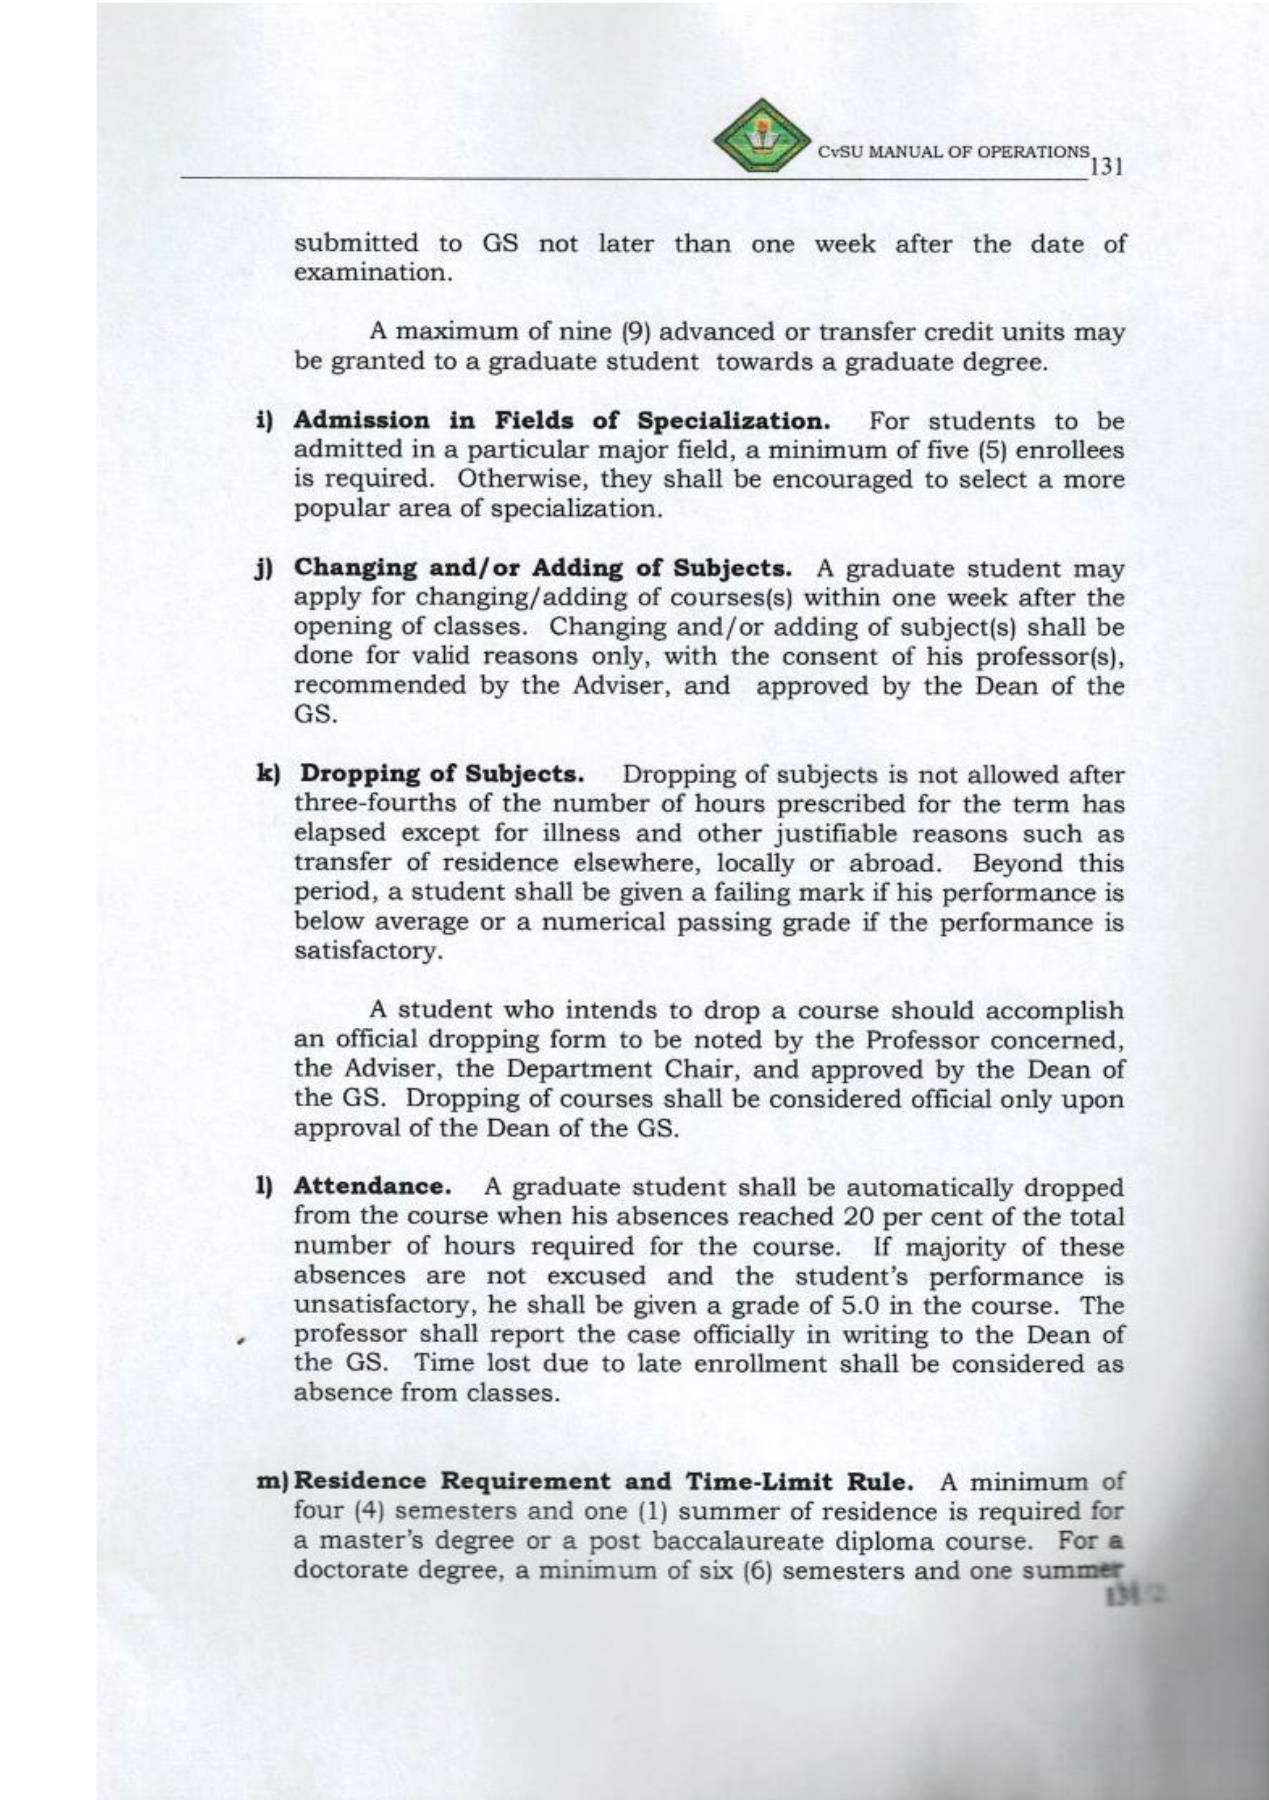 CvSU MANUAL OF OPERATIONS
131
submitted to GS not later than one week after the date of
examination.
A maximum of nine (9) advanced or transfer credit units may
be granted to a graduate student towards a graduate degree.
i) Admission in Fields of Specialization. For students to be
admitted in a particular major field, a minimum of five (5) enrollees
is required. Otherwise, they shall be encouraged to select a more
popular area of specialization.
j) Changing and/or Adding of Subjects. A graduate student may
apply for changing/adding of courses(s) within one week after the
opening of classes. Changing and/or adding of subject(s) shall be
done for valid reasons only, with the consent of his professor(s),
recommended by the Adviser, and approved by the Dean of the
GS.
k) Dropping of Subjects. Dropping of subjects is not allowed after
three-fourths of the number of hours prescribed for the term has
elapsed except for illness and other justifiable reasons such as
transfer of residence elsewhere, locally or abroad. Beyond this
period, a student shall be given a failing mark if his performance is
below average or a numerical passing grade if the performance is
satisfactory.
A student who intends to drop a course should accomplish
an official dropping form to be noted by the Professor concerned,
the Adviser, the Department Chair, and approved by the Dean of
the GS. Dropping of courses shall be considered official only upon
approval of the Dean of the GS.
l) Attendance. A graduate student shall be automatically dropped
from the course when his absences reached 20 per cent of the total
number of hours required for the course. If majority of these
absences are not excused and the student's performance is
unsatisfactory, he shall be given a grade of 5.0 in the course. The
professor shall report the case officially in writing to the Dean of
the GS. Time lost due to late enrollment shall be considered as
absence from classes.
m) Residence Requirement and Time-Limit Rule. A minimum of
four (4) semesters and one (1) summer of residence is required for
a master's degree or a post baccalaureate diploma course. For a
doctorate degree, a minimum of six (6) semesters and one summer